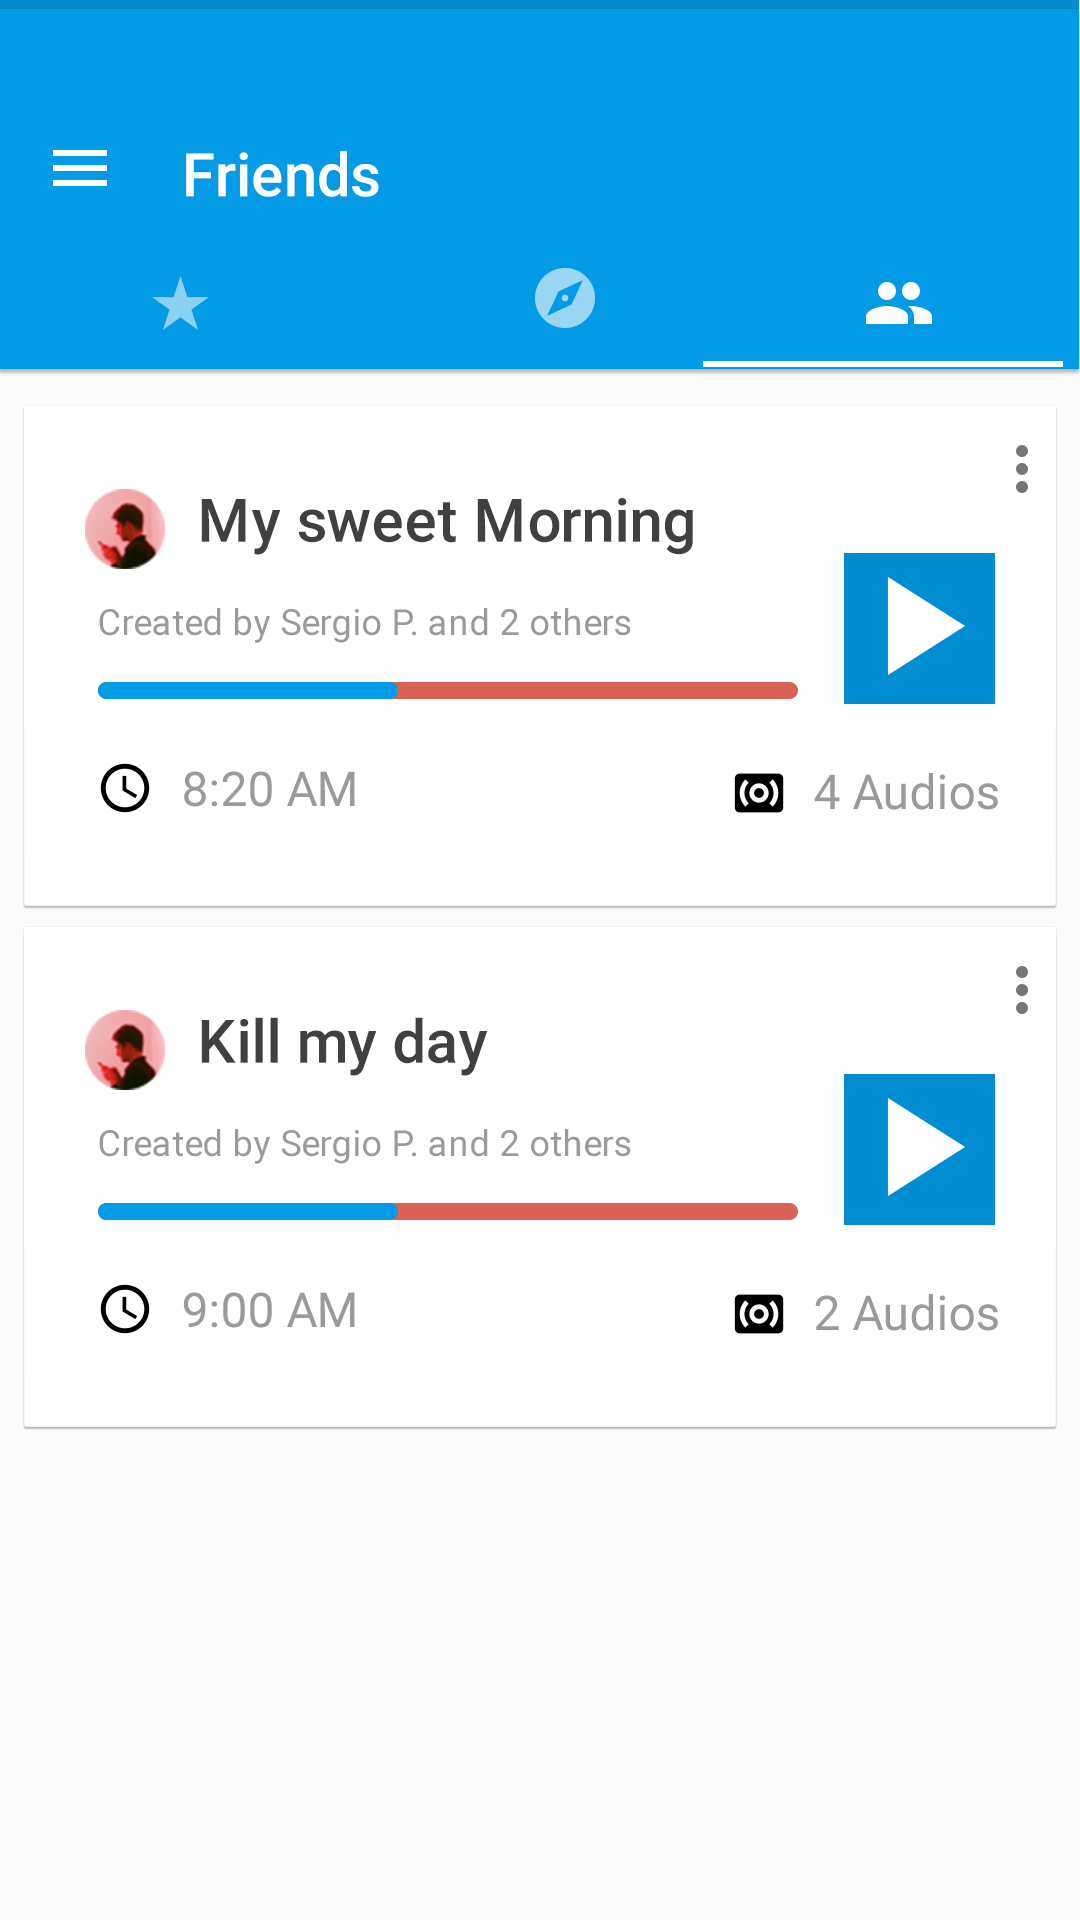 Friends
My sweet Morning
Created by Sergio P. and 2 others
8:20 AM
4 Audios
Kill my day
Created by Sergio P. and 2 others
9:00 AM
2 Audios